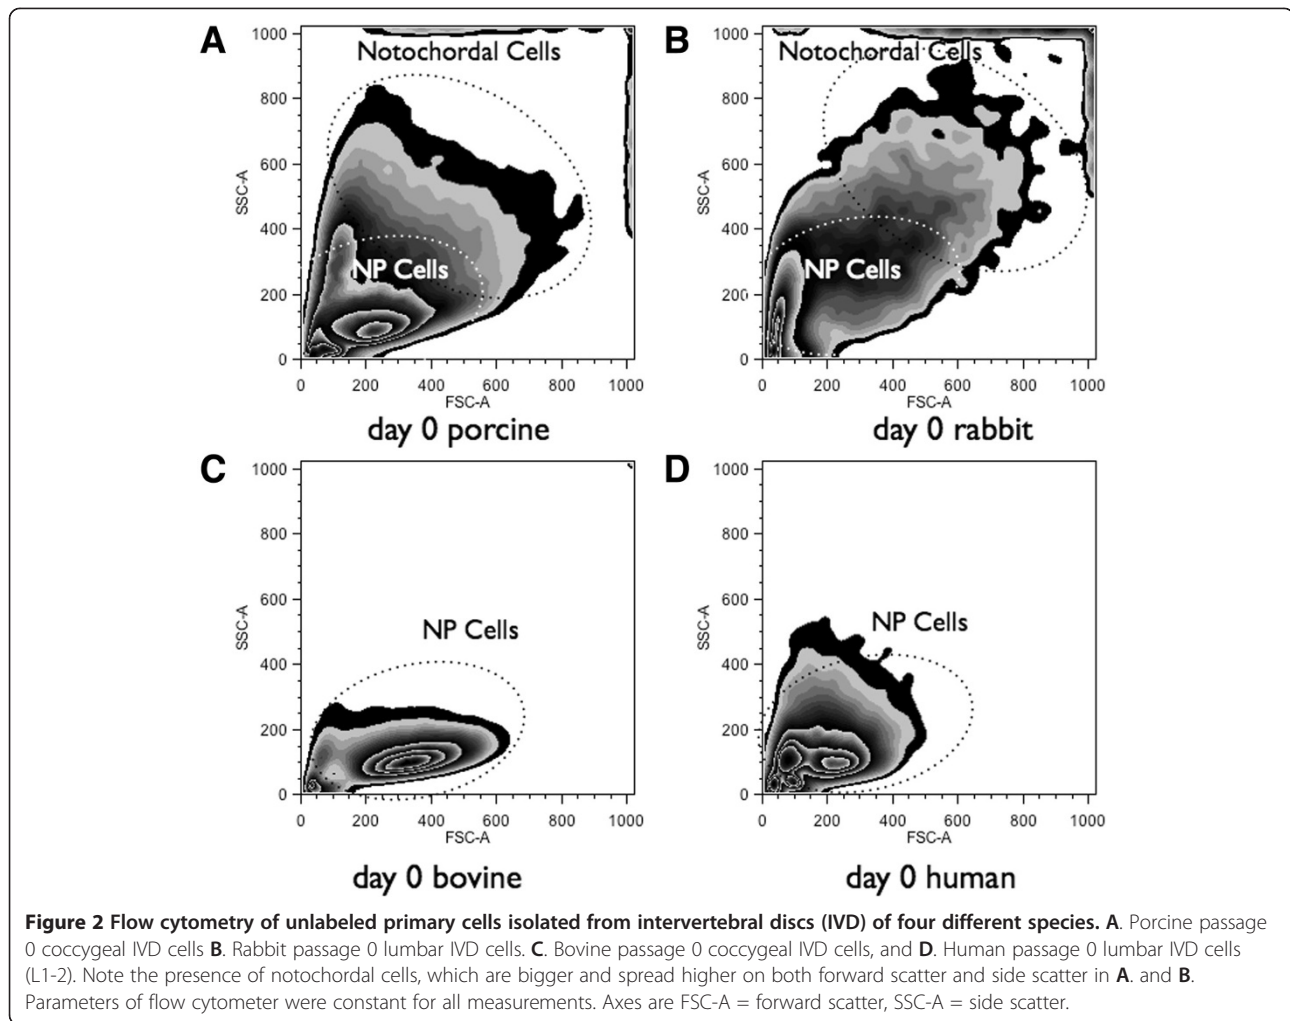 A
Notochordal Cells
1000
800
600
400
200
0
SSC-A
NP Cells
0 200 400 600 800 1000
FSC-A
day 0 porcine
B
Notochordal Cells
1000
800
600
400
200
0
SSC-A
NP Cells
0 200 400 600 800 1000
FSC-A
day 0 rabbit
C
1000
800
600
400
200
0
SSC-A
NP Cells
0 200 400 600 800 1000
FSC-A
day 0 bovine
D
1000
800
600
400
200
0
SSC-A
NP Cells
0 200 400 600 800 1000
FSC-A
day 0 human
Figure 2 Flow cytometry of unlabeled primary cells isolated from intervertebral discs (IVD) of four different species. A. Porcine passage
0 coccygeal IVD cells B. Rabbit passage 0 lumbar IVD cells. C. Bovine passage 0 coccygeal IVD cells, and D. Human passage 0 lumbar IVD cells
(L1-2). Note the presence of notochordal cells, which are bigger and spread higher on both forward scatter and side scatter in A. and B.
Parameters of flow cytometer were constant for all measurements. Axes are FSC-A = forward scatter, SSC-A = side scatter.